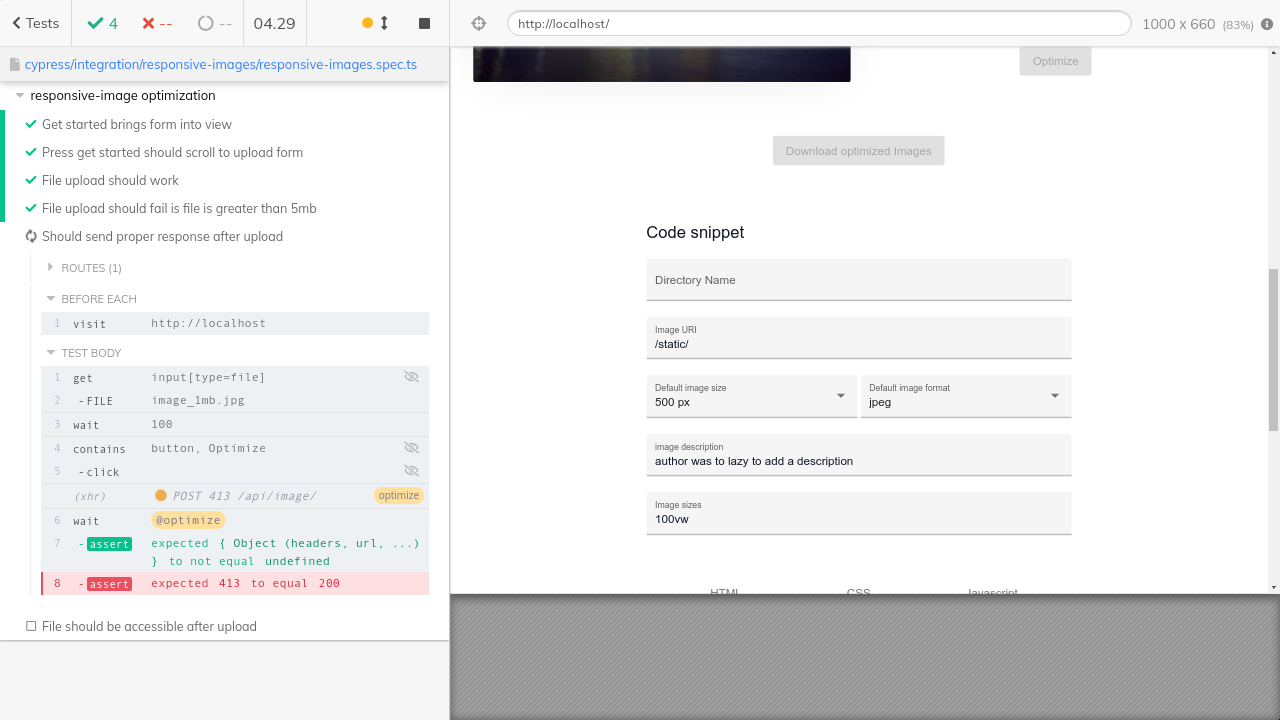 Tests
4
--
--
04.29
http://localhost/
1000 x 660 (83%)
cypress/integration/responsive-images/responsive-images.spec.ts
responsive-image optimization
Get started brings form into view
Press get started should scroll to upload form
File upload should work
File upload should fail is file is greater than 5mb
Should send proper response after upload
ROUTES (1)
BEFORE EACH
1 visit http://localhost
TEST BODY
1 get input[type=file]
2 -FILE image_1mb.jpg
3 wait 100
4 contains button, Optimize
5 -click
(xhr) POST 413 /api/image/ optimize
6 wait @optimize
7 -assert expected { Object (headers, url, ...)
} to not equal undefined
8 -assert expected 413 to equal 200
File should be accessible after upload
Optimize
Download optimized Images
Code snippet
Directory Name
Image URI
/static/
Default image size
500 px
Default image format
jpeg
image description
author was to lazy to add a description
Image sizes
100vw
HTML CSS Javascript